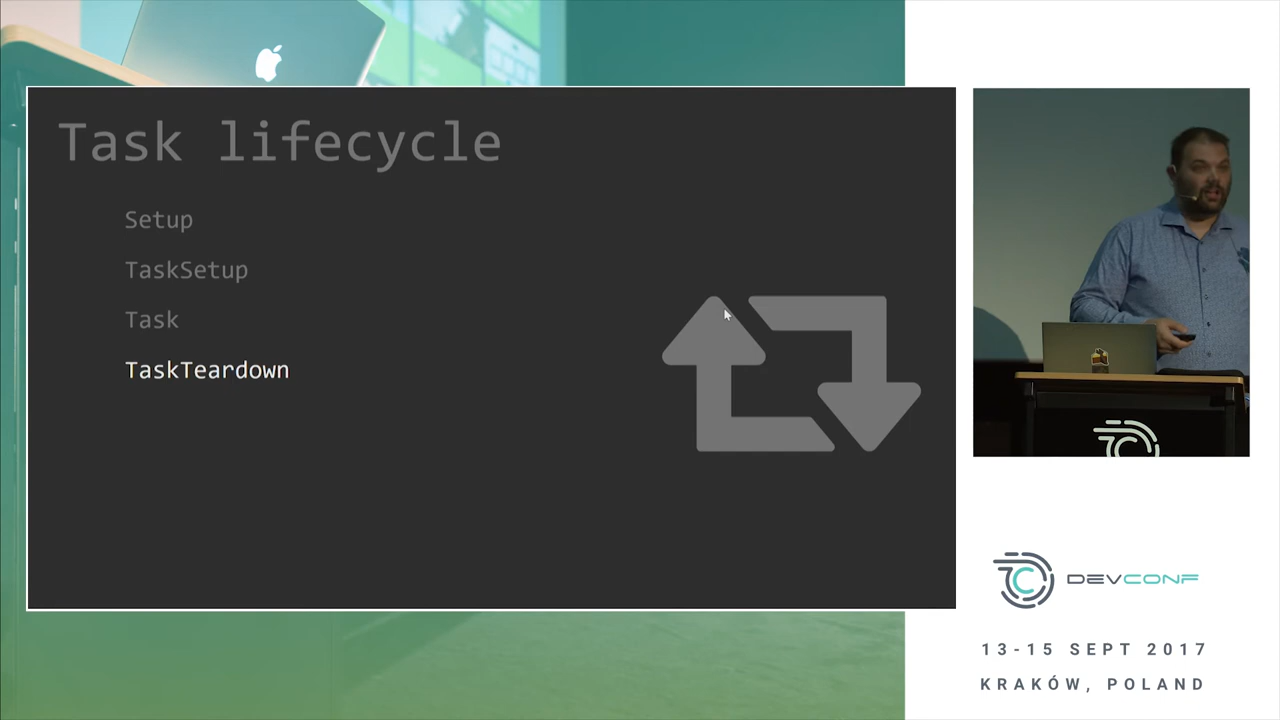 Task lifecycle
Setup
TaskSetup
Task
TaskTeardown
DEVCONF
13-15 SEPT 2017
KRAKÓW, POLAND